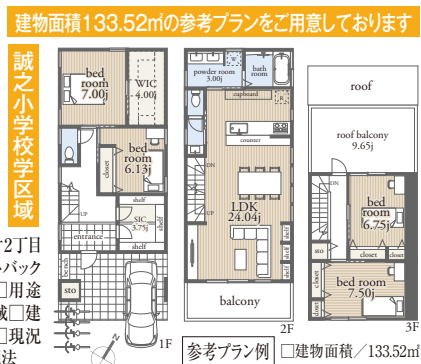 建物面積133.52㎡の参考プランをご用意しております
誠之小学校学区域
2丁目
バック
□用途
域□建
□現況
法
bed room
7.00j
WIC
4.00j
bed room
6.13j
closet
shelf
SIC
3.75j
shelf
UP
entrance
bench
sto
1F
powder room
3.00j
bath room
cupboard
counter
DN
LDK
24.04j
UP
shelf
shelf
shelf
balcony
2F
roof
roof balcony
9.65j
DN
bed room
6.75j
sto
closet
closet
closet
closet
bed room
7.50j
3F
参考プラン例
□建物面積／133.52㎡